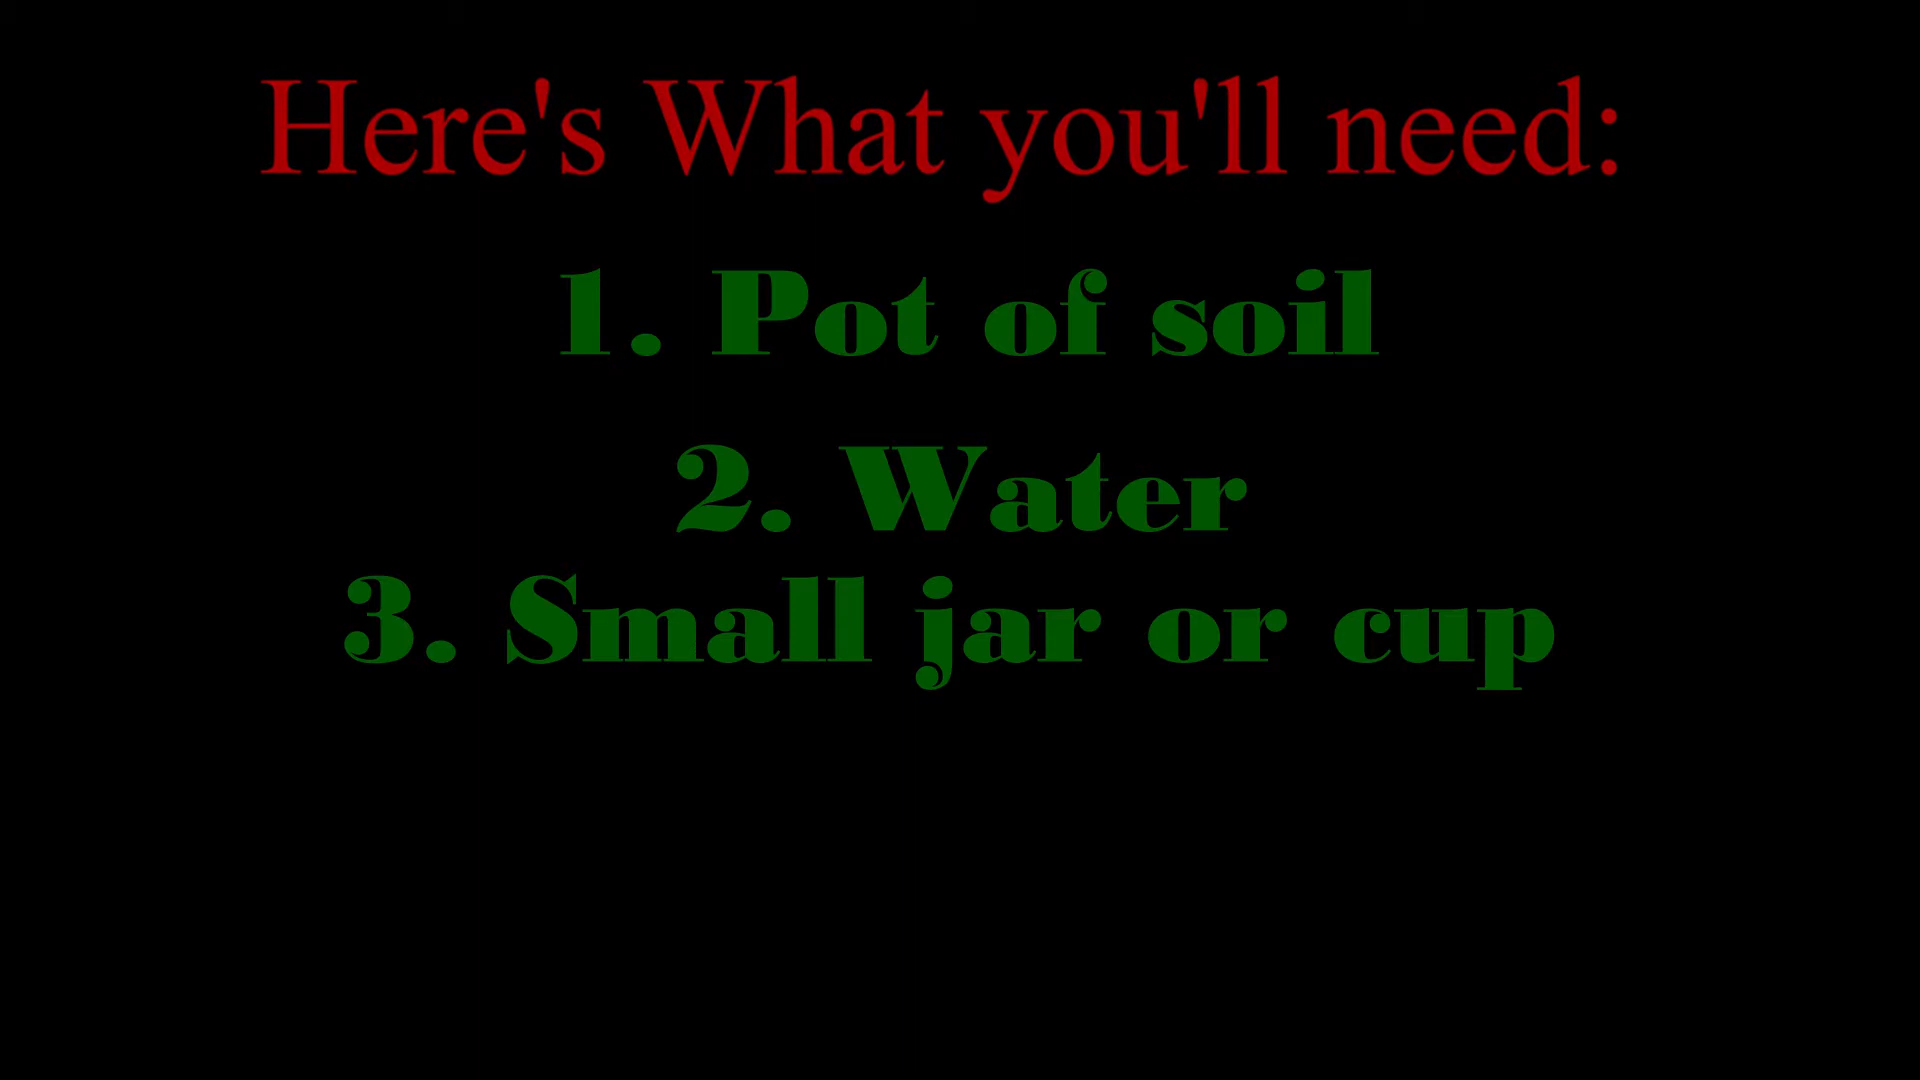 Here's What you'll need:
1. Pot of soil
2. Water
3. Small jar or cup